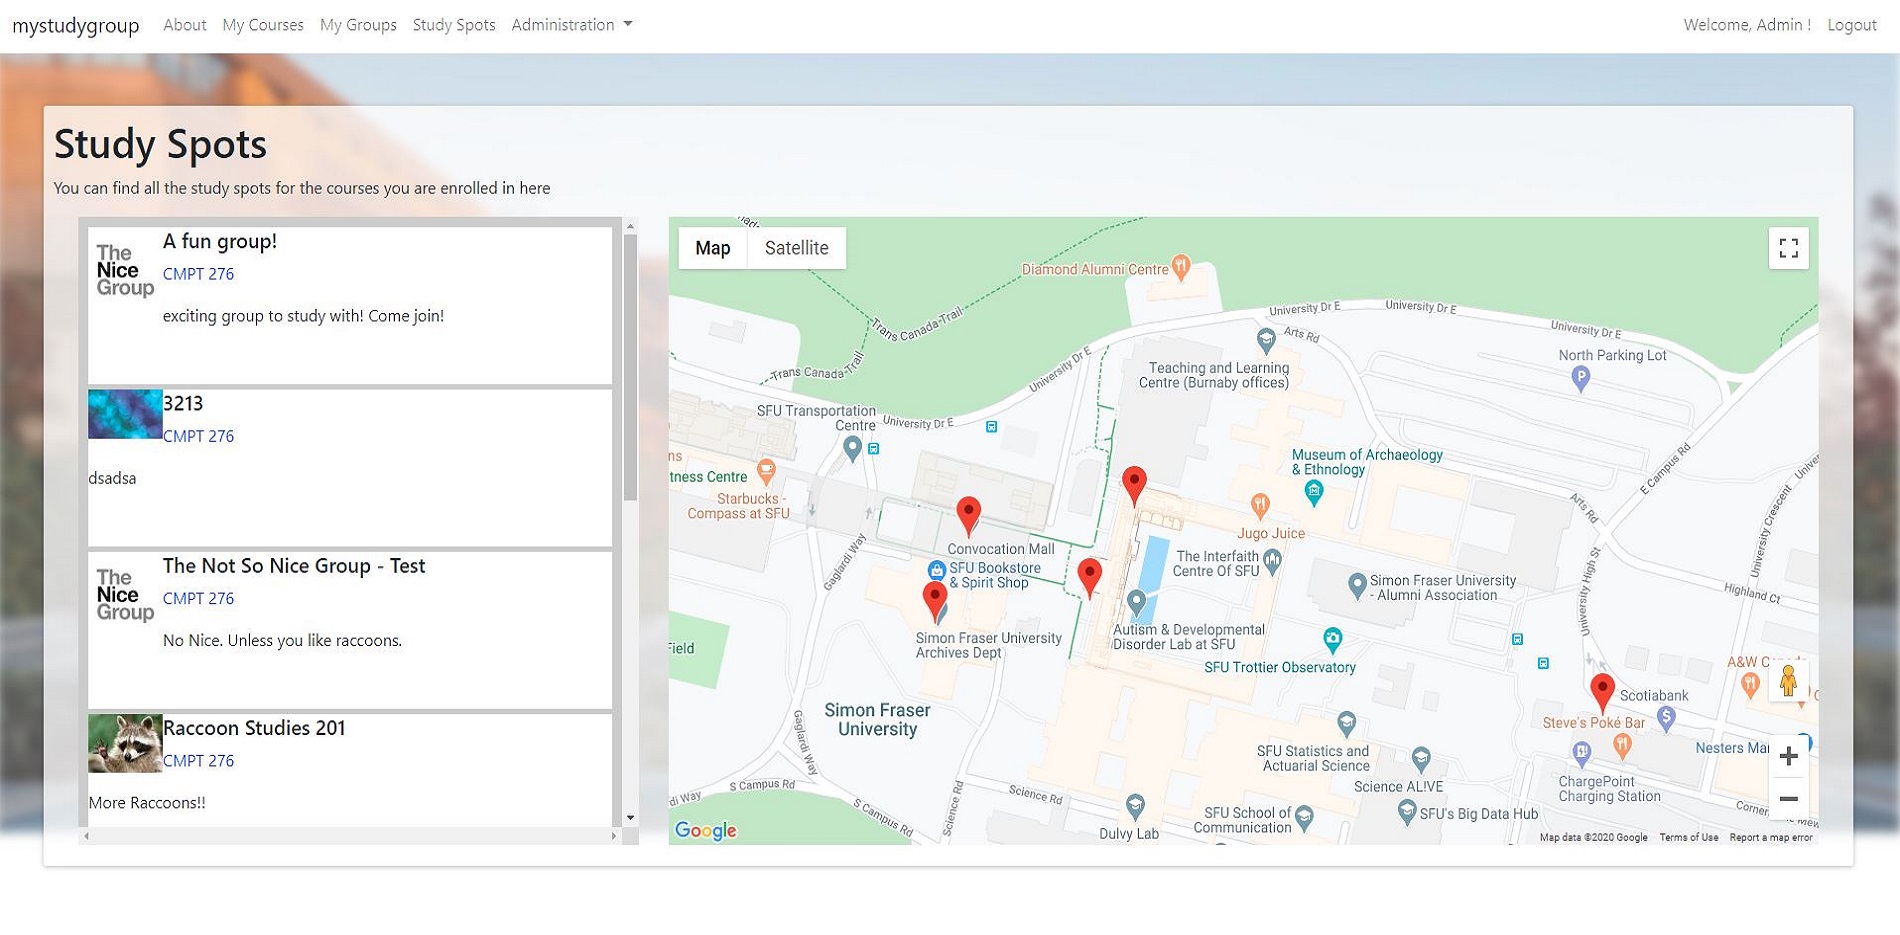 mystudygroup About My Courses My Groups Study Spots Administration Welcome, Admin ! Logout
Study Spots
You can find all the study spots for the courses you are enrolled in here
The
Nice
Group
A fun group!
CMPT 276
exciting group to study with! Come join!
3213
CMPT 276
dsadsa
The
Nice
Group
The Not So Nice Group - Test
CMPT 276
No Nice. Unless you like raccoons.
Raccoon Studies 201
CMPT 276
More Raccoons!!
Map Satellite
Diamond Alumni Centre
University Dr E
University Dr E
University Dr E
Trans Canada-Trail
Arts Rd
Trans Canada-Trail
University Dr E
North Parking Lot
P
Teaching and Learning
Centre (Burnaby offices)
SFU Transportation
Centre
University Dr E
Museum of Archaeology
& Ethnology
E Campus Rd
tness Centre
Starbucks -
Compass at SFU
Arts Rd
University Crescent
Jugo Juice
Gaglardi Way
Convocation Mall
SFU Bookstore
& Spirit Shop
The Interfaith
Centre Of SFU
Simon Fraser University
- Alumni Association
University High St
Highland Ct
Simon Fraser University
Archives Dept
Autism & Developmental
Disorder Lab at SFU
Field
SFU Trottier Observatory
A&W C
Scotiabank
$
Simon Fraser
University
Steve's Poké Bar
Gaglardi Way
SFU Statistics and
Actuarial Science
Nesters Ma
Science AL!VE
ChargePoint
Charging Station
S Campus Rd
di Way
Science Rd
S Campus Rd
Science Rd
Dulvy Lab
SFU School of
Communication
SFU's Big Data Hub
Corner
Google
Map data ©2020 Google Terms of Use Report a map error